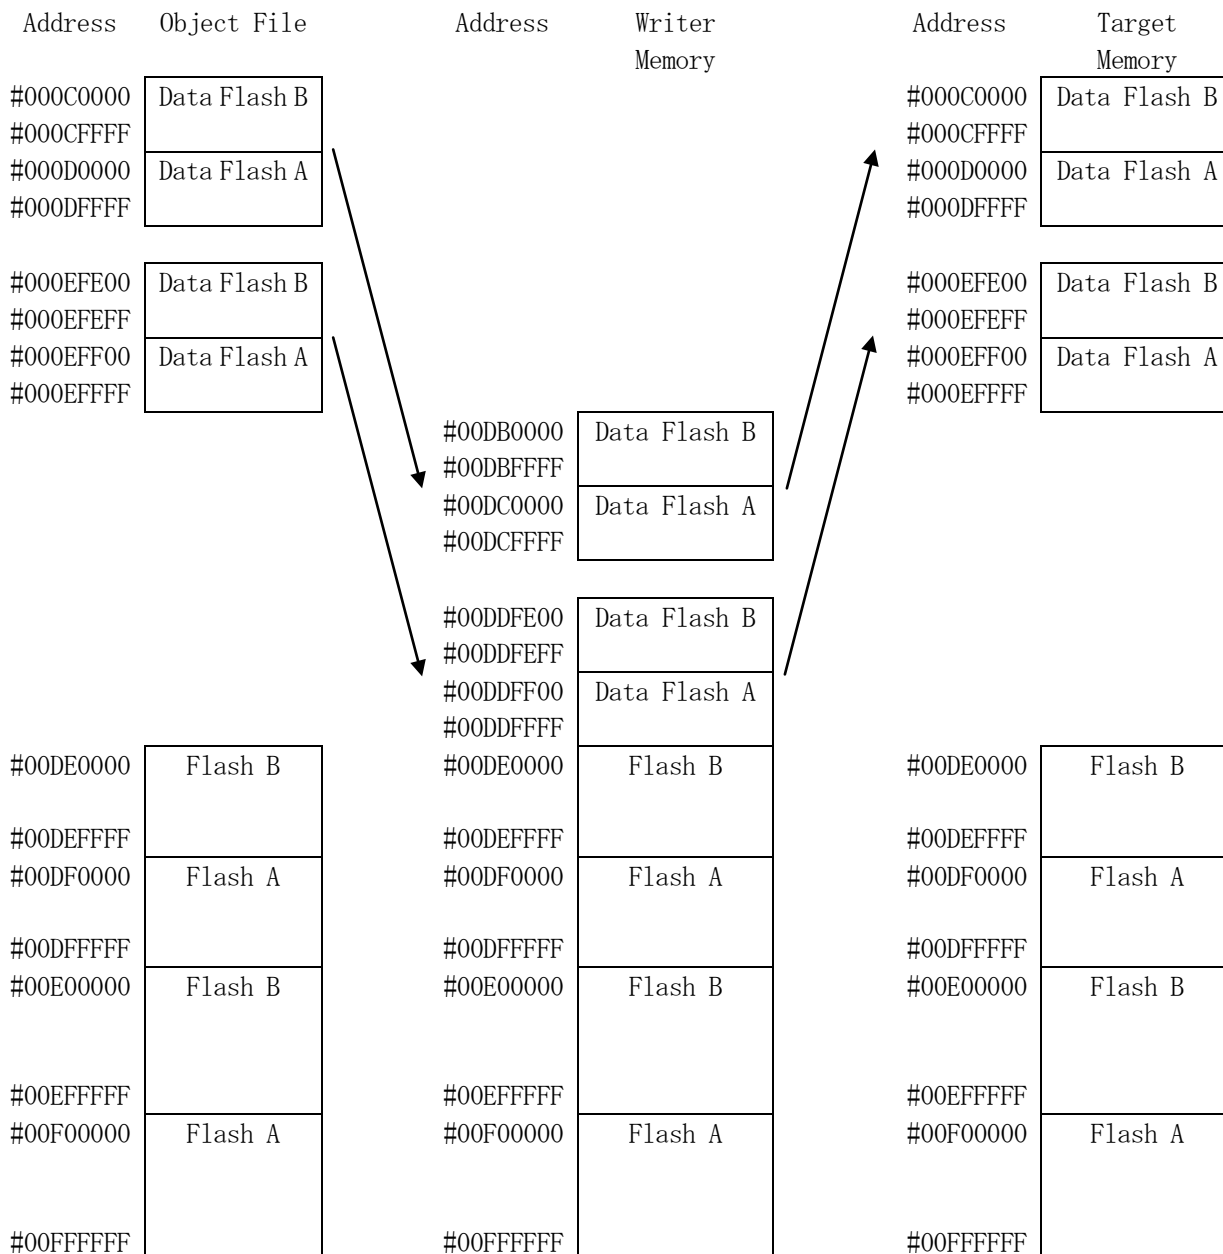 Address Object File Address Writer Address Target
Memory Memory
#000C0000 Data Flash B #000C0000 Data Flash B
#000CFFFF #000CFFFF
#000D0000 Data Flash A #000D0000 Data Flash A
#000DFFFF #000DFFFF
#000EFE00 Data Flash B #000EFE00 Data Flash B
#000EFEFF #000EFEFF
#000EFF00 Data Flash A #000EFF00 Data Flash A
#000EFFFF #000EFFFF
#00DB0000 Data Flash B
#00DBFFFF
#00DC0000 Data Flash A
#00DCFFFF
#00DDFE00 Data Flash B
#00DDFEFF
#00DDFF00 Data Flash A
#00DDFFFF
#00DE0000 Flash B #00DE0000 Flash B #00DE0000 Flash B
#00DEFFFF #00DEFFFF #00DEFFFF
#00DF0000 Flash A #00DF0000 Flash A #00DF0000 Flash A
#00DFFFFF #00DFFFFF #00DFFFFF
#00E00000 Flash B #00E00000 Flash B #00E00000 Flash B
#00EFFFFF #00EFFFFF #00EFFFFF
#00F00000 Flash A #00F00000 Flash A #00F00000 Flash A
#00FFFFFF #00FFFFFF #00FFFFFF